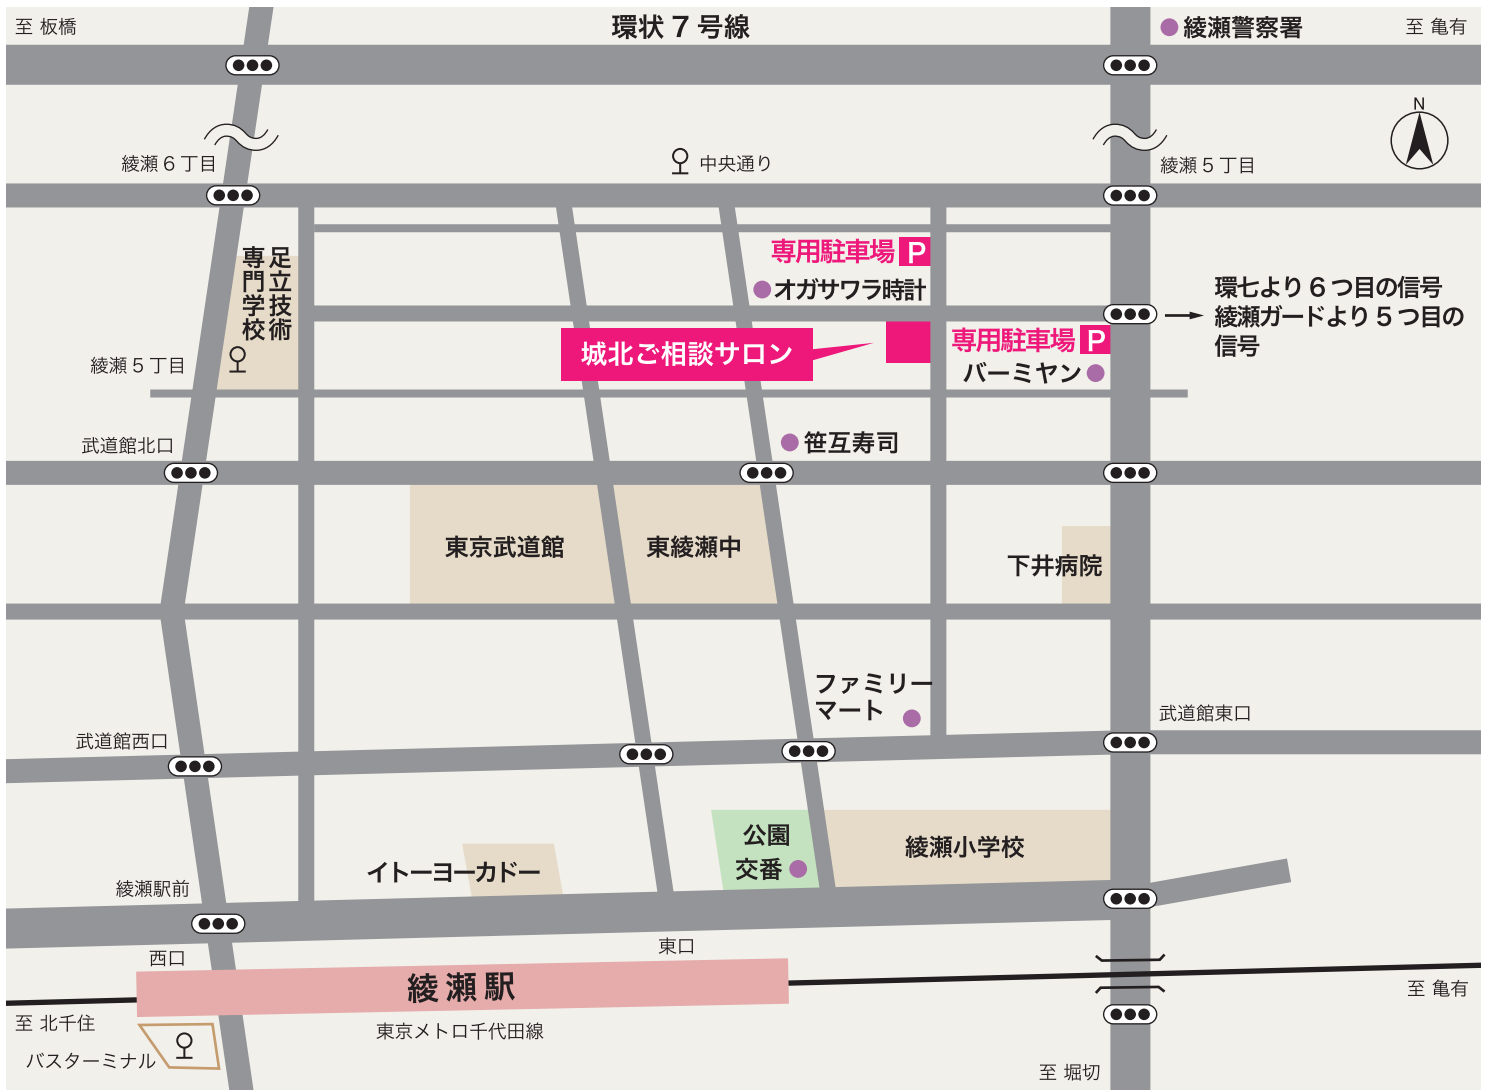 至 板橋
環状７号線
綾瀬警察署
至 亀有
N
綾瀬６丁目
中央通り
綾瀬５丁目
足立技術
専門学校
専用駐車場 P
オガサワラ時計
環七より６つ目の信号
綾瀬ガードより５つ目の
信号
城北ご相談サロン
専用駐車場 P
バーミヤン
綾瀬５丁目
武道館北口
笹互寿司
東京武道館
東綾瀬中
下井病院
ファミリー
マート
武道館東口
武道館西口
公園
交番
綾瀬小学校
イトーヨーカドー
綾瀬駅前
西口
東口
綾瀬駅
至 亀有
至 北千住
東京メトロ千代田線
バスターミナル
至 堀切